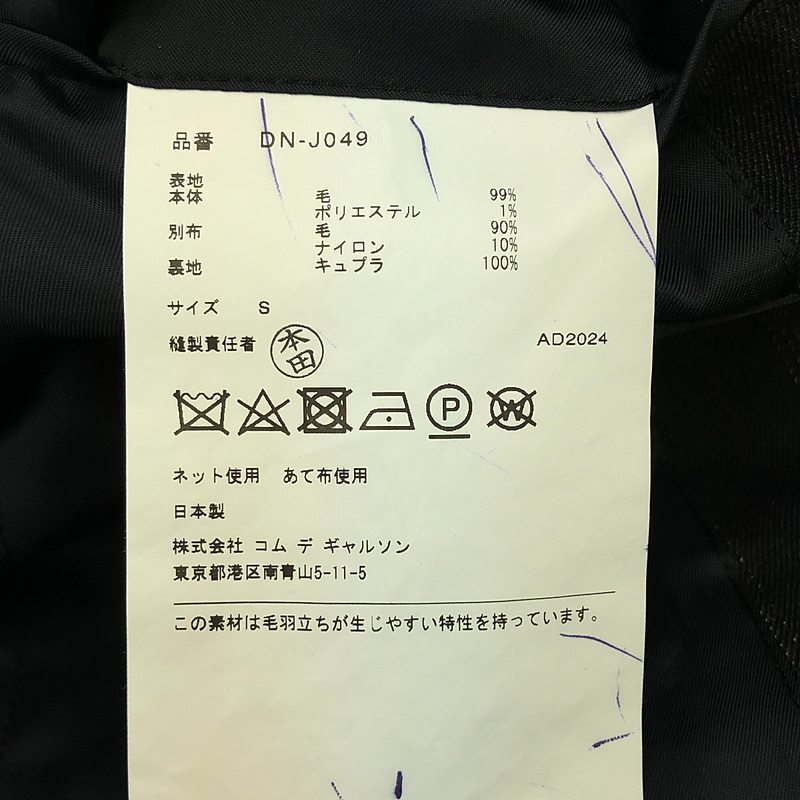 品番 DN-J049
表地
本体 毛 99%
ポリエステル 1%
別布 毛 90%
ナイロン 10%
裏地 キュプラ 100%
サイズ S
縫製責任者 本田 AD2024
P W
ネット使用 あて布使用
日本製
株式会社 コム デ ギャルソン
東京都港区南青山5-11-5
この素材は毛羽立ちが生じやすい特性を持っています。